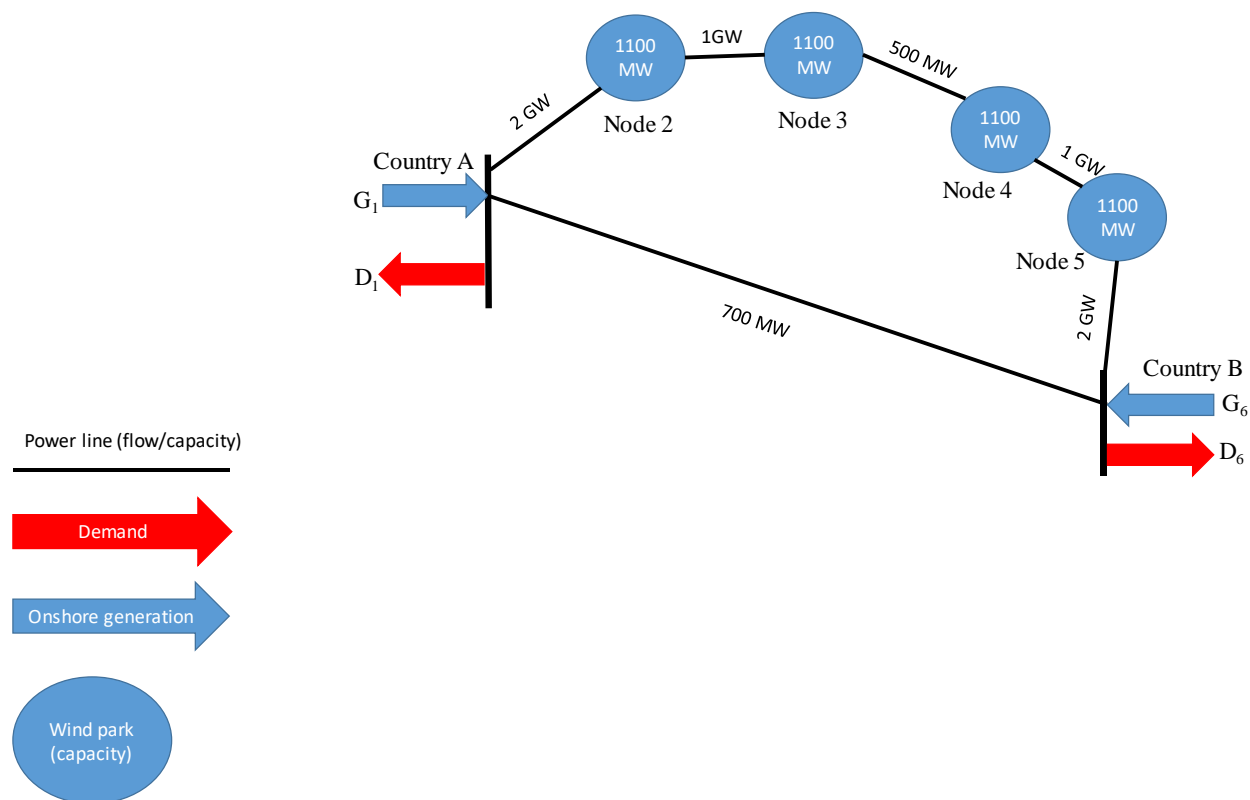 1100
MW
1GW
1100
MW
500 MW
2 GW
Node 2
Node 3
1100
MW
1 GW
Country A
Node 4
G1
1100
MW
Node 5
D1
700 MW
2 GW
Country B
G6
D6
Power line (flow/capacity)
Demand
Onshore generation
Wind park
(capacity)